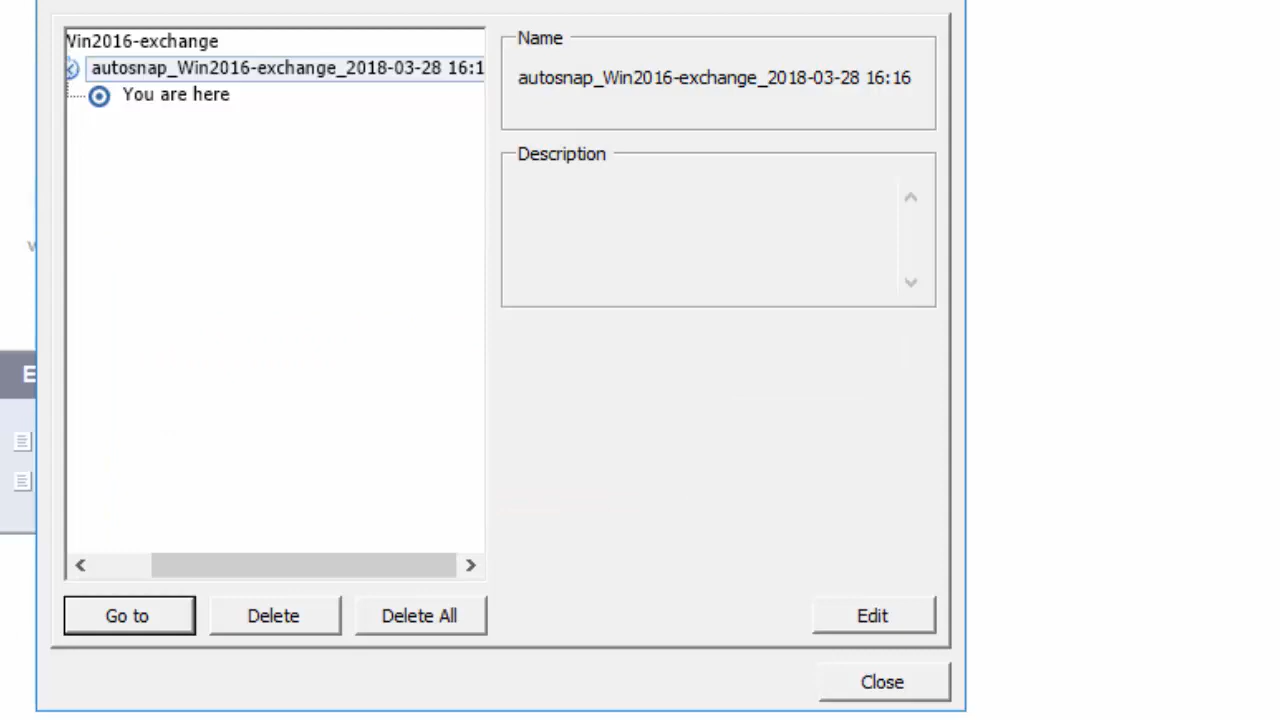 Win2016-exchange
Name
autosnap_Win2016-exchange_2018-03-28 16:1
autosnap_Win2016-exchange_2018-03-28 16:16
You are here
Description
Go to
Delete
Delete All
Edit
Close